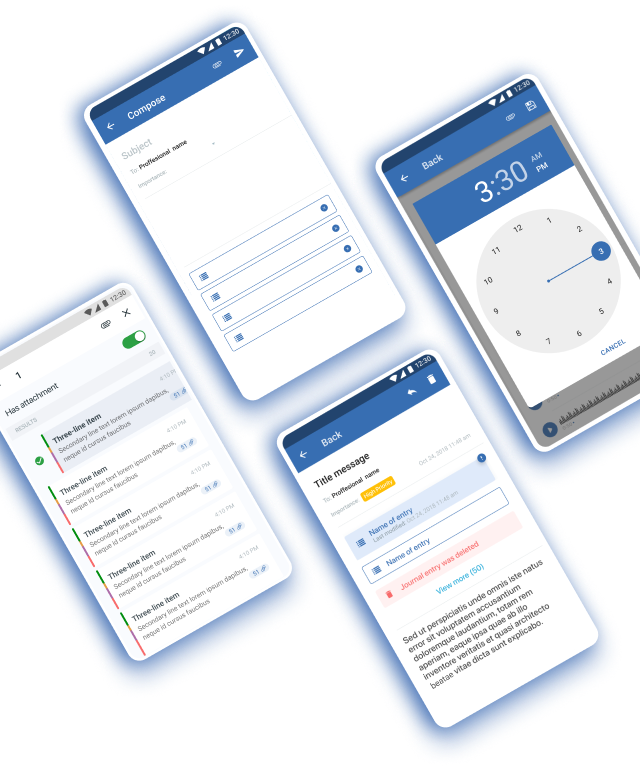 12:30
Compose
Subject
To: Proffesional name
Importance:
12:30
Back
3:30
AM
PM
12
1
2
3
4
5
6
7
8
9
10
11
CANCEL
12:30
1
Has attachment
RESULTS
20
4:10 PM
Three-line item
Secondary line text lorem ipsum dapibus,
neque id cursus faucibus
51
4:10 PM
Three-line item
Secondary line text lorem ipsum dapibus,
neque id cursus faucibus
51
4:10 PM
Three-line item
Secondary line text lorem ipsum dapibus,
neque id cursus faucibus
51
4:10 PM
Three-line item
Secondary line text lorem ipsum dapibus,
neque id cursus faucibus
51
4:10 PM
Three-line item
Secondary line text lorem ipsum dapibus,
neque id cursus faucibus
51
12:30
Back
Title message
To: Proffesional name
Oct 24, 2018 11:46 am
Importance: High priority
1
Name of entry
Last modified Oct 24, 2018 11:46 am
Name of entry
Journal entry was deleted
View more (50)
Sed ut perspiciatis unde omnis iste natus
error sit voluptatem accusantium
doloremque laudantium, totam rem
aperiam, eaque ipsa quae ab illo
inventore veritatis et quasi architecto
beatae vitae dicta sunt explicabo.